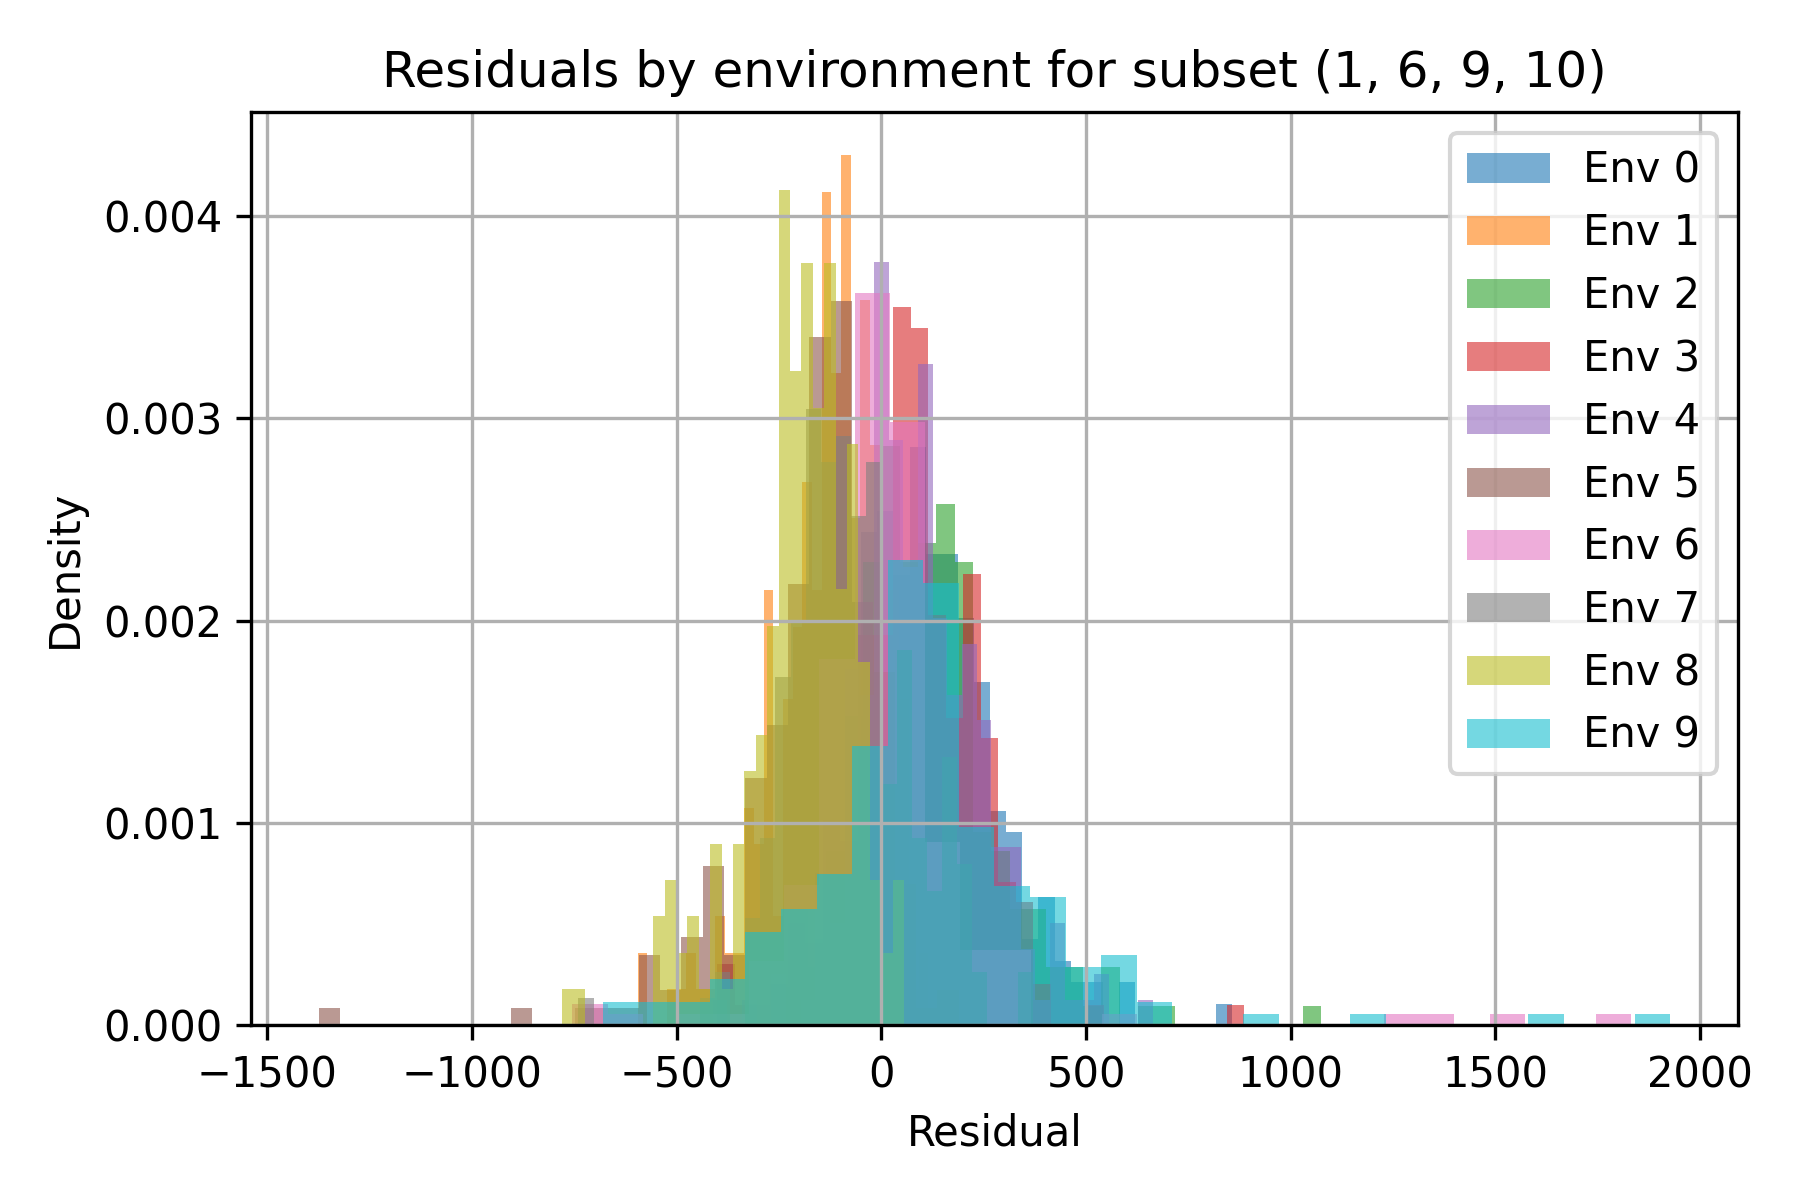 Residuals by environment for subset (1, 6, 9, 10)
Density
0.004
0.003
0.002
0.001
0.000
−1500
−1000
−500
0
500
1000
1500
2000
Residual
Env 0
Env 1
Env 2
Env 3
Env 4
Env 5
Env 6
Env 7
Env 8
Env 9